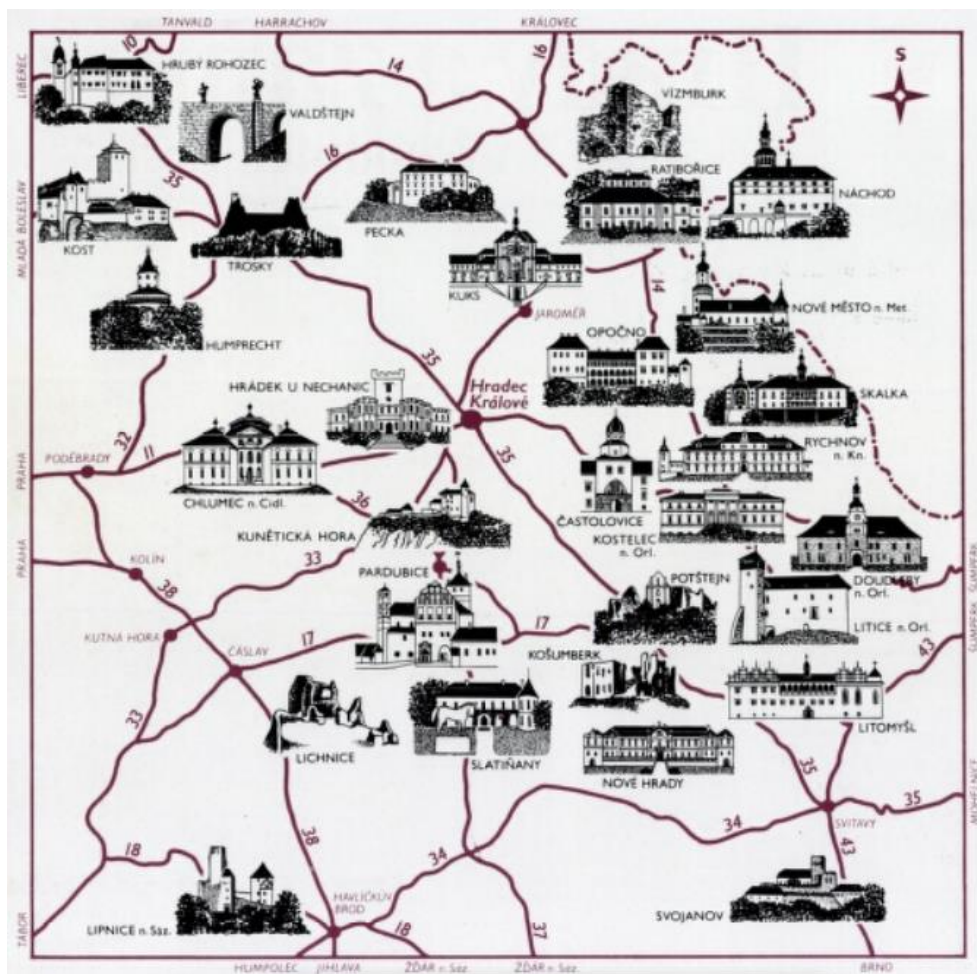 TANVALD
HARRACHOV
KRÁLOVEC
LIBEREC
10
14
16
S
HRUBÝ ROHOZEC
VALDŠTEJN
VÍZMBURK
16
35
RATIBOŘICE
NÁCHOD
MLADÁ BOLESLAV
KOST
TROSKY
PECKA
KUKS
14
JAROMĚŘ
NOVÉ MĚSTO n. Met.
HUMPRECHT
OPOČNO
35
HRÁDEK U NECHANIC
Hradec
Králové
SKALKA
32
11
35
RYCHNOV
n. Kn.
PRAHA
PODĚBRADY
CHLUMEC n. Cidl.
36
ČASTOLOVICE
KOSTELEC
n. Orl.
KUNĚTICKÁ HORA
PRAHA
KOLÍN
33
38
PARDUBICE
POTŠTEJN
DOUDLEBY
n. Orl.
ŠUMPERK
KUTNÁ HORA
17
17
LITICE n. Orl.
ŠUMPERK
43
ČÁSLAV
KOŠUMBERK
33
LICHNICE
SLATIŇANY
NOVÉ HRADY
LITOMYŠL
35
35
MOHELNICE
SVITAVY
34
38
43
18
34
LIPNICE n. Sáz.
HAVLÍČKŮV
BROD
18
37
SVOJANOV
TÁBOR
HUMPOLEC
JIHLAVA
ŽDÁR n. Sáz.
ŽDÁR n. Sáz.
BRNO